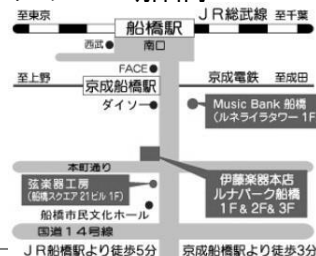 至東京
JR総武線 至千葉
船橋駅
西武●
南口
FACE●
至上野
京成電鉄 至成田
京成船橋駅
ダイソー●
Music Bank 船橋
(ルネライラタワー 1F)
本町通り
弦楽器工房
(船橋スクエア21ビル 1F)
伊藤楽器本店
ルナパーク船橋
1F & 2F& 3F
船橋市民文化ホール
国道14号線
JR船橋駅より徒歩5分
京成船橋駅より徒歩3分